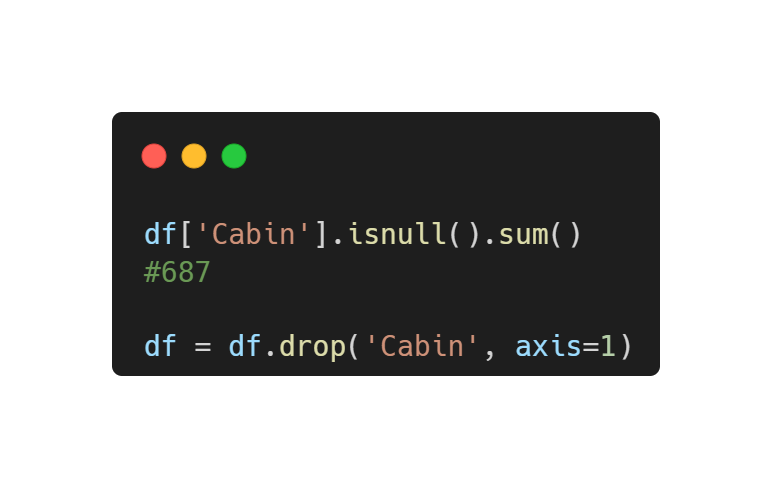 df['Cabin'].isnull().sum()
#687
df = df.drop('Cabin', axis=1)